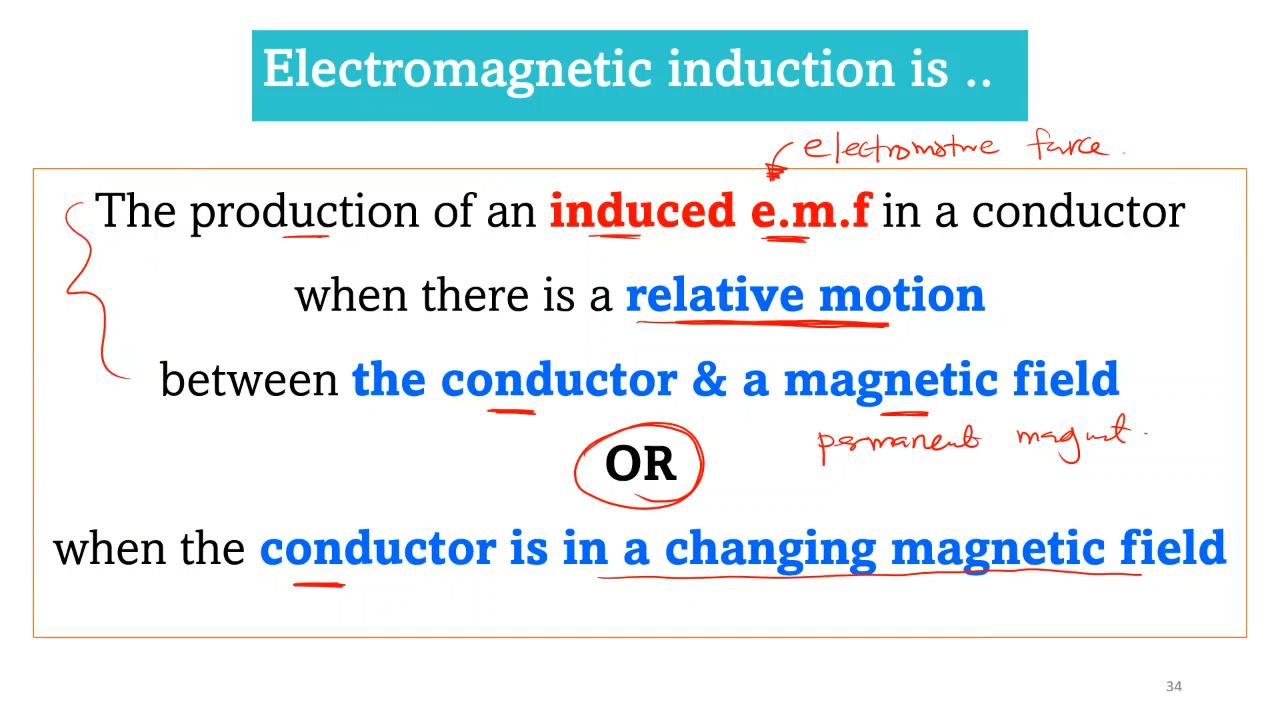 Electromagnetic induction is ..
electromotive force.
The production of an induced e.m.f in a conductor
when there is a relative motion
between the conductor & a magnetic field
permanent magnet.
OR
when the conductor is in a changing magnetic field
34